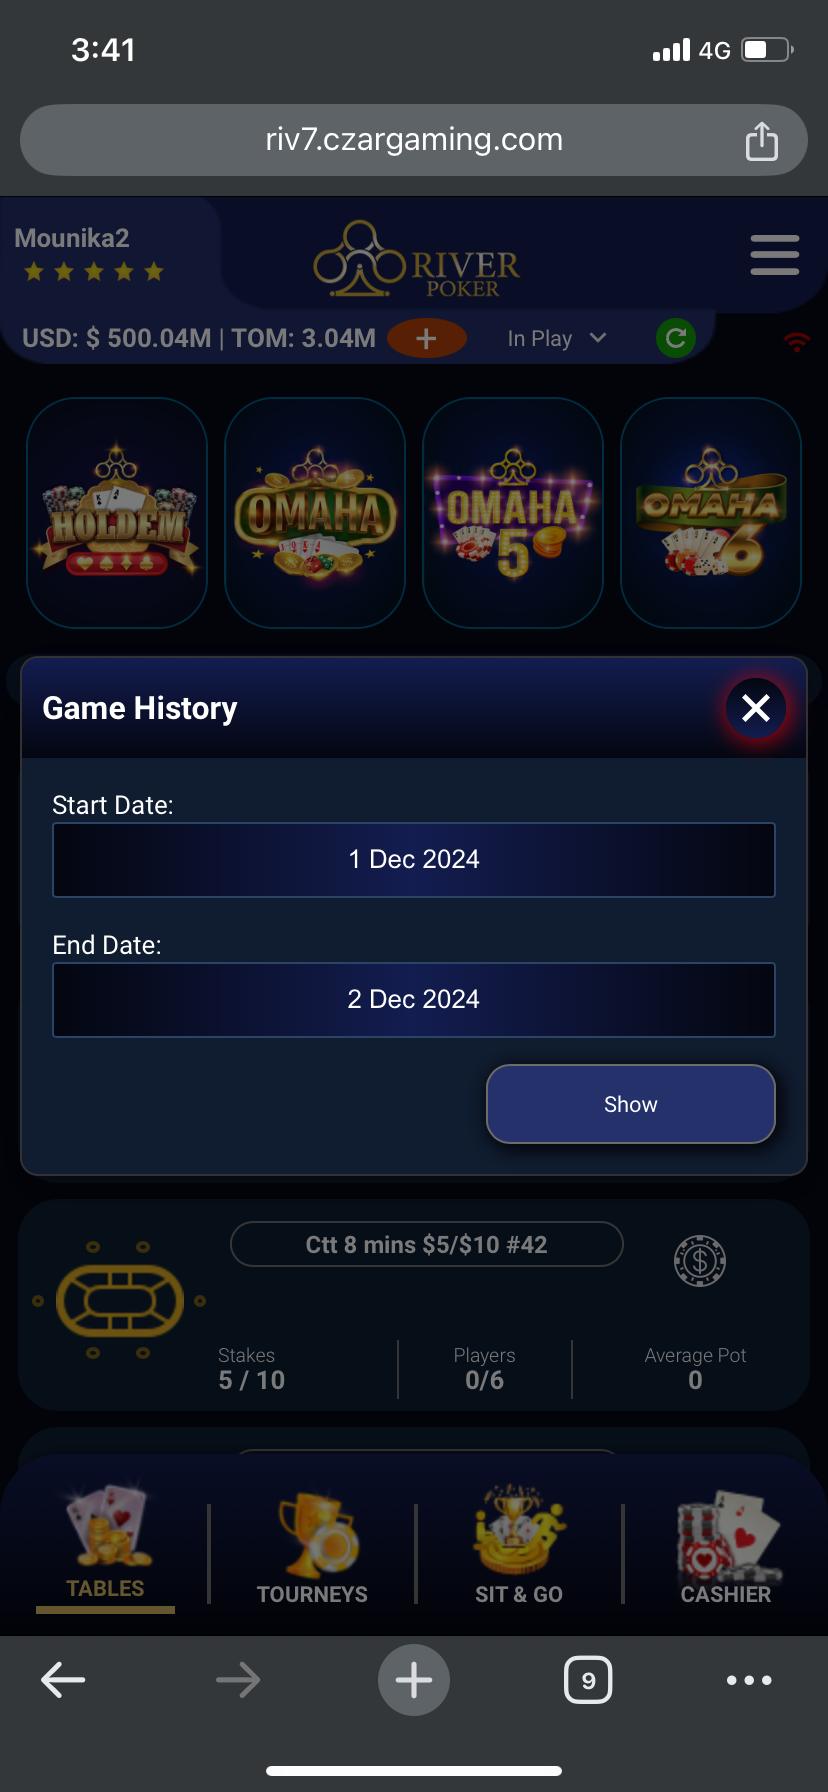 3:41
4G
riv7.czargaming.com
Mounika2
RIVER
POKER
USD: $ 500.04M | TOM: 3.04M
+
In Play
HOLDEM
OMAHA
OMAHA
5
OMAHA
6
Game History
Start Date:
1 Dec 2024
End Date:
2 Dec 2024
Show
Ctt 8 mins $5/$10 #42
Stakes
Players
Average Pot
5 / 10
0/6
0
TABLES
TOURNEYS
SIT & GO
CASHIER
9